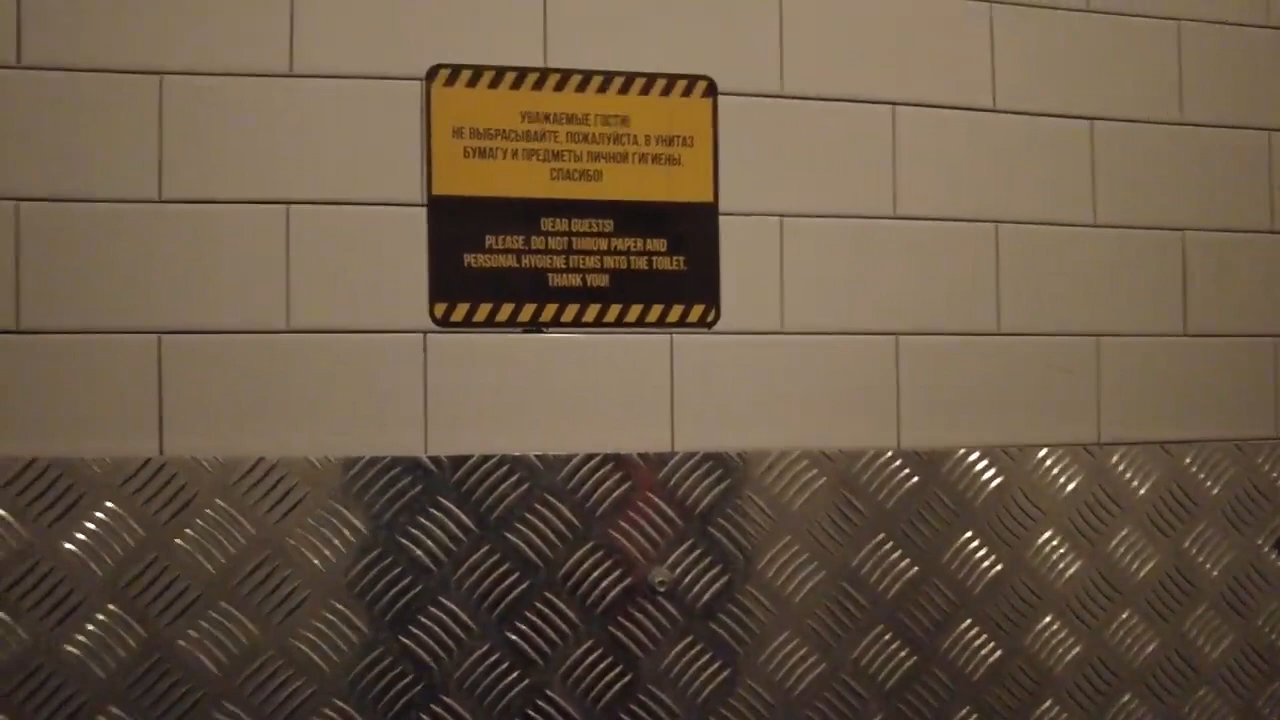 УВАЖАЕМЫЕ ГОСТИ!
НЕ ВЫБРАСЫВАЙТЕ, ПОЖАЛУЙСТА, В УНИТАЗ
БУМАГУ И ПРЕДМЕТЫ ЛИЧНОЙ ГИГИЕНЫ.
СПАСИБО!
DEAR GUESTS!
PLEASE, DO NOT THROW PAPER AND
PERSONAL HYGIENE ITEMS INTO THE TOILET.
THANK YOU!